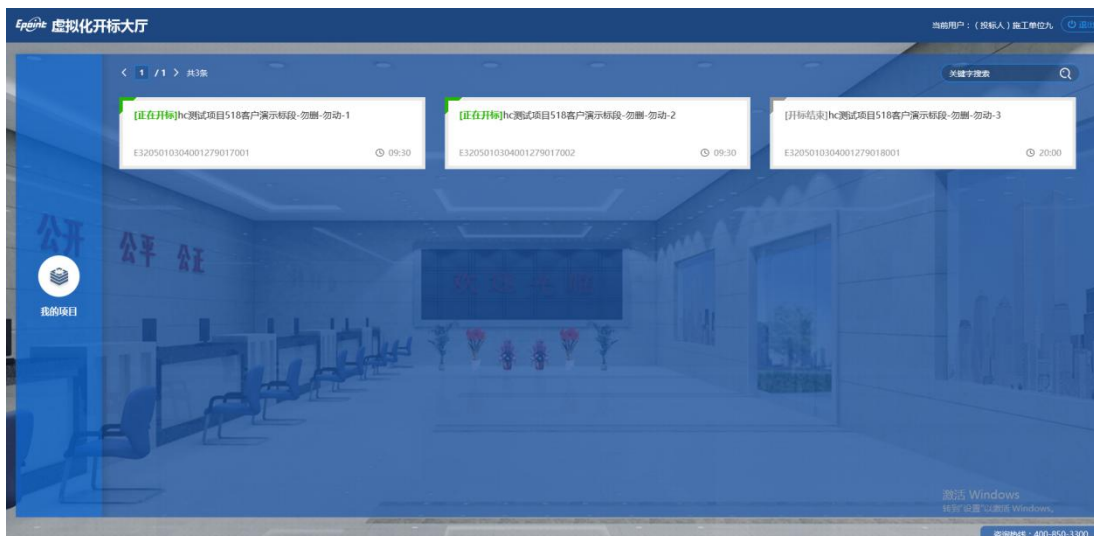 Epoint 虚拟化开标大厅
当前用户：（投标人）施工单位九
退出
1 /1 共3条
关键字搜索
[正在开标]hc测试项目518客户演示标段-勿删-勿动-1
E3205010304001279017001 09:30
[正在开标]hc测试项目518客户演示标段-勿删-勿动-2
E3205010304001279017002 09:30
[开标结束]hc测试项目518客户演示标段-勿删-勿动-3
E3205010304001279018001 20:00
公开 公平 公正
我的项目
激活 Windows
转到"设置"以激活 Windows。
咨询热线：400-850-3300